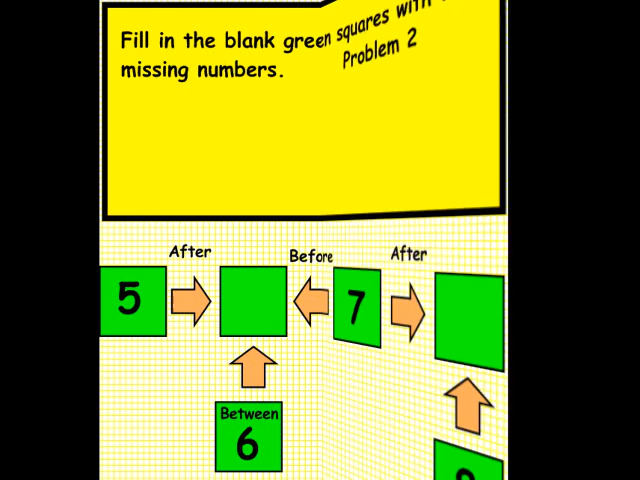 Fill in the blank green squares with
missing numbers.
Problem 2
After
Before
After
5
7
Between
6